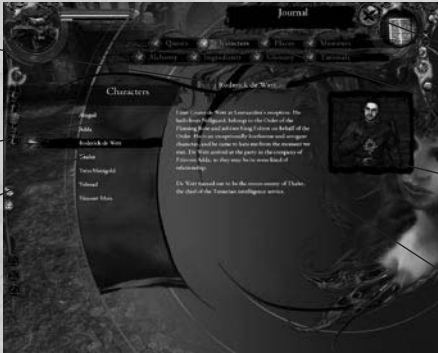 Journal
Quests Characters Places Monsters
Alchemy Ingredients Glossary Tutorials
Characters
Roderick de Wett
Abigail
Adda
Roderick de Wett
Thaler
Triss Merigold
Velerad
Vincent Meis
I met Count de Wett at Leuvaarden's reception. He
hails from Nilfgaard, belongs to the Order of the
Flaming Rose and advises King Foltest on behalf of the
Order. He is an exceptionally loathsome and arrogant
character, and he came to hate me from the moment we
met. De Wett arrived at the party in the company of
Princess Adda, so they may be in some kind of
relationship.
De Wett turned out to be the sworn enemy of Thaler,
the chief of the Temerian intelligence service.